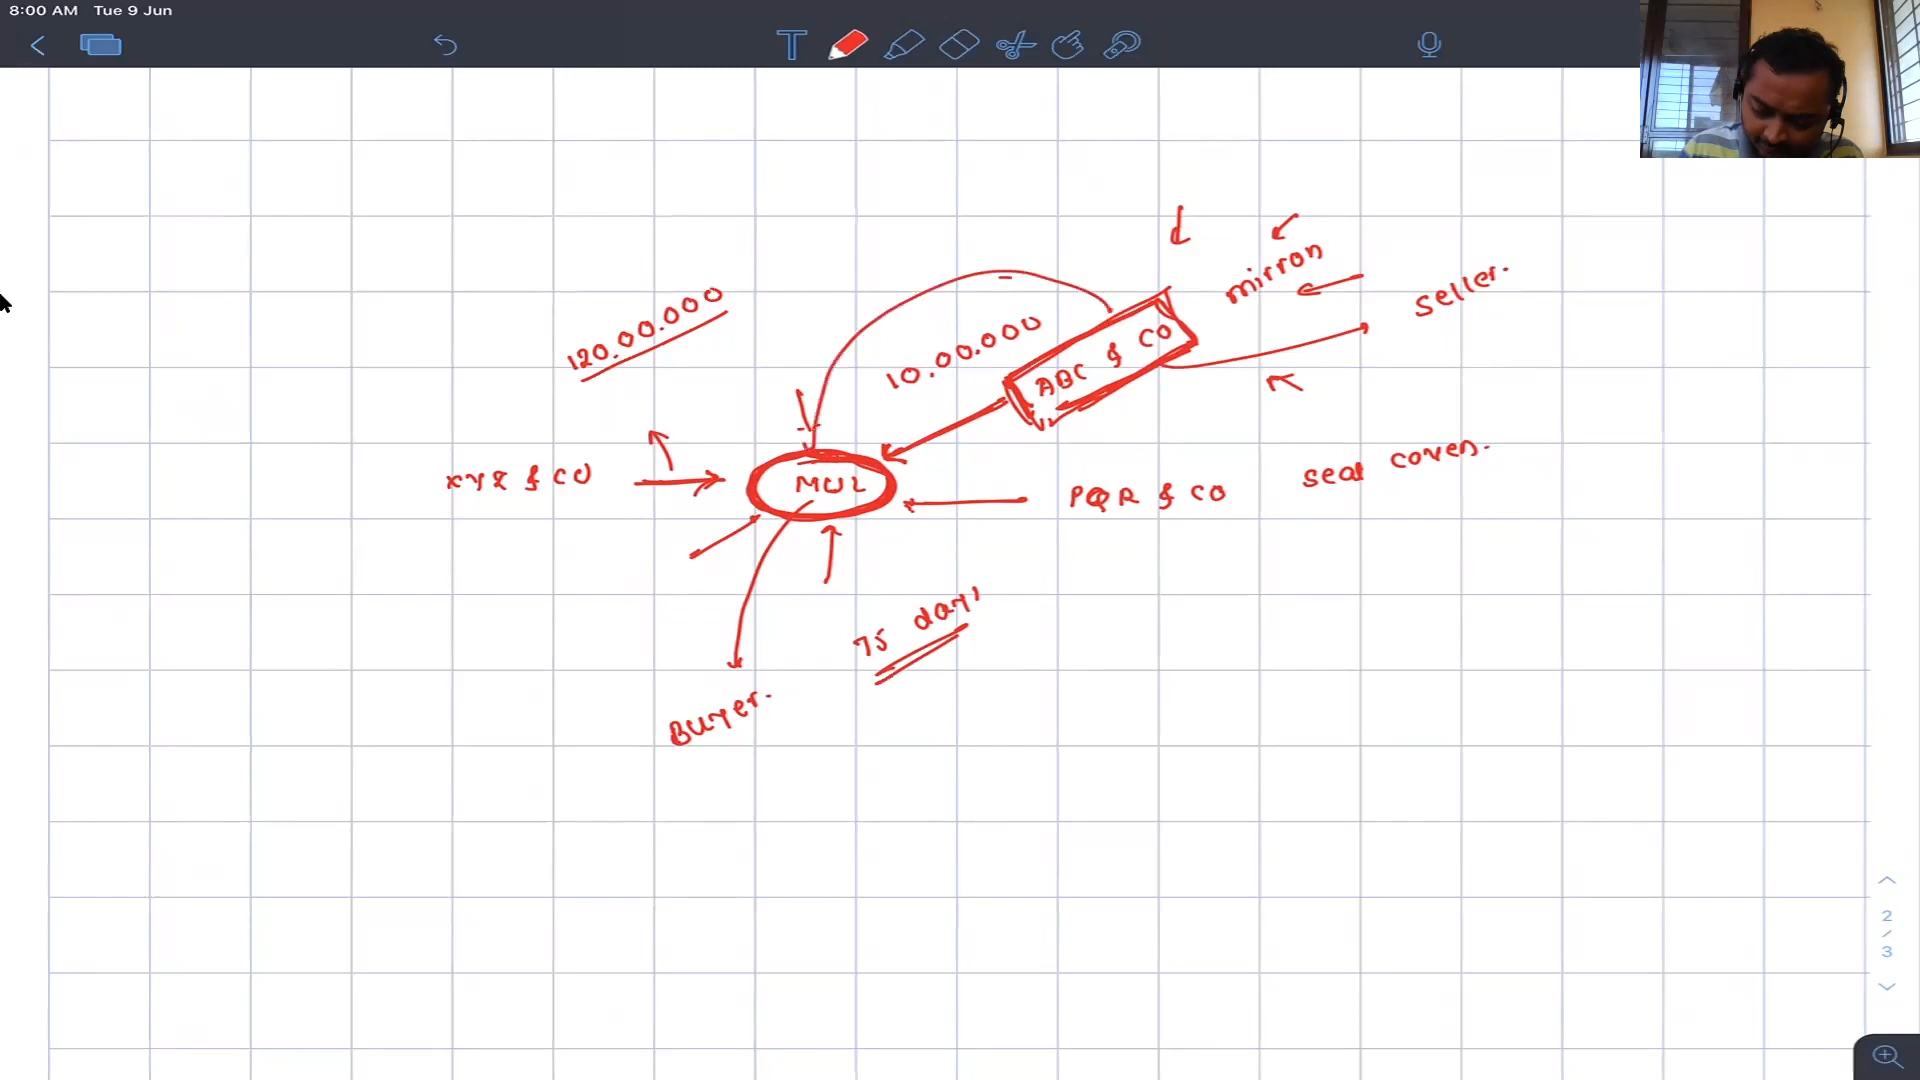 8:00 AM Tue 9 Jun
T
mirron
seller.
120.00.000
10.00.000
ABC & CO
XYZ & CO
MUL
PQR & CO
seat cover.
75 days
Buyer.
2
/
3